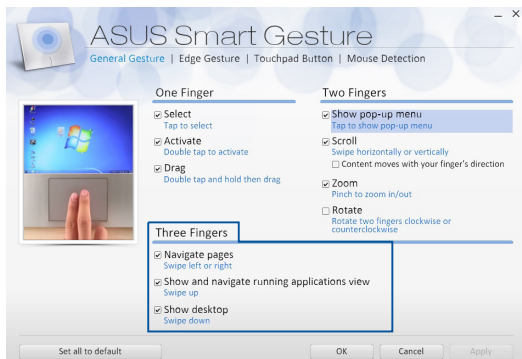 ASUS Smart Gesture
General Gesture | Edge Gesture | Touchpad Button | Mouse Detection
One Finger
Select
Tap to select
Activate
Double tap to activate
Drag
Double tap and hold then drag
Two Fingers
Show pop-up menu
Tap to show pop-up menu
Scroll
Swipe horizontally or vertically
Content moves with your finger's direction
Zoom
Pinch to zoom in/out
Rotate
Rotate two fingers clockwise or
counterclockwise
Three Fingers
Navigate pages
Swipe left or right
Show and navigate running applications view
Swipe up
Show desktop
Swipe down
Set all to default
OK
Cancel
Apply